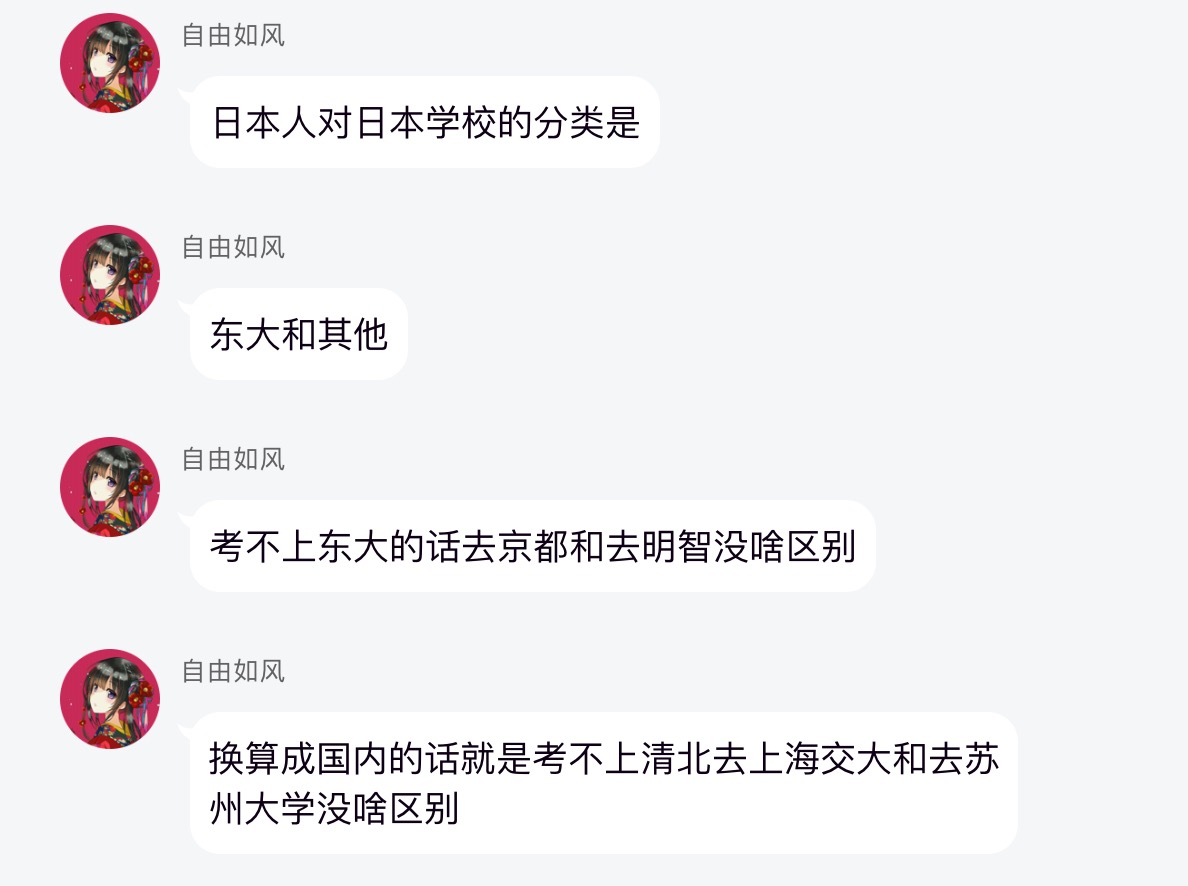 自由如风
日本人对日本学校的分类是
自由如风
东大和其他
自由如风
考不上东大的话去京都和去明智没啥区别
自由如风
换算成国内的话就是考不上清北去上海交大和去苏
州大学没啥区别